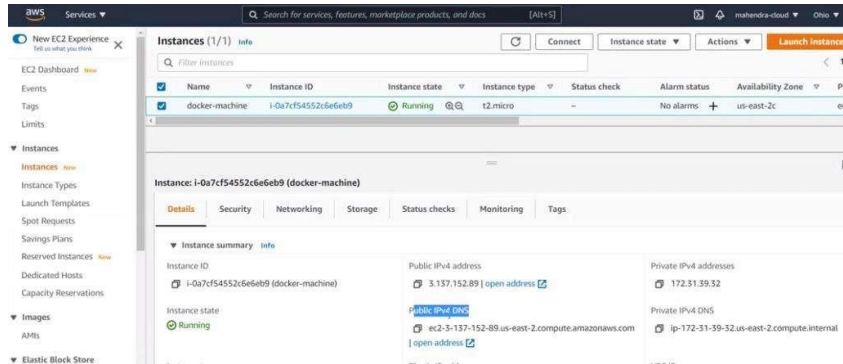 aws Services ▼ Search for services, features, marketplace products, and docs [Alt+S] mahendra-cloud ▼ Ohio ▼
New EC2 Experience
Tell us what you think
EC2 Dashboard New
Events
Tags
Limits
▼ Instances
Instances New
Instance Types
Launch Templates
Spot Requests
Savings Plans
Reserved Instances New
Dedicated Hosts
Capacity Reservations
▼ Images
AMIs
▼ Elastic Block Store
Instances (1/1) Info Connect Instance state ▼ Actions ▼ Launch instance
Filter instances
Name Instance ID Instance state Instance type Status check Alarm status Availability Zone
docker-machine i-0a7cf54552c6e6eb9 Running t2.micro – No alarms + us-east-2c
Instance: i-0a7cf54552c6e6eb9 (docker-machine)
Details Security Networking Storage Status checks Monitoring Tags
▼ Instance summary Info
Instance ID Public IPv4 address Private IPv4 addresses
i-0a7cf54552c6e6eb9 (docker-machine) 3.137.152.89 | open address 172.31.39.32
Instance state Public IPv4 DNS Private IPv4 DNS
Running ec2-3-137-152-89.us-east-2.compute.amazonaws.com ip-172-31-39-32.us-east-2.compute.internal
| open address